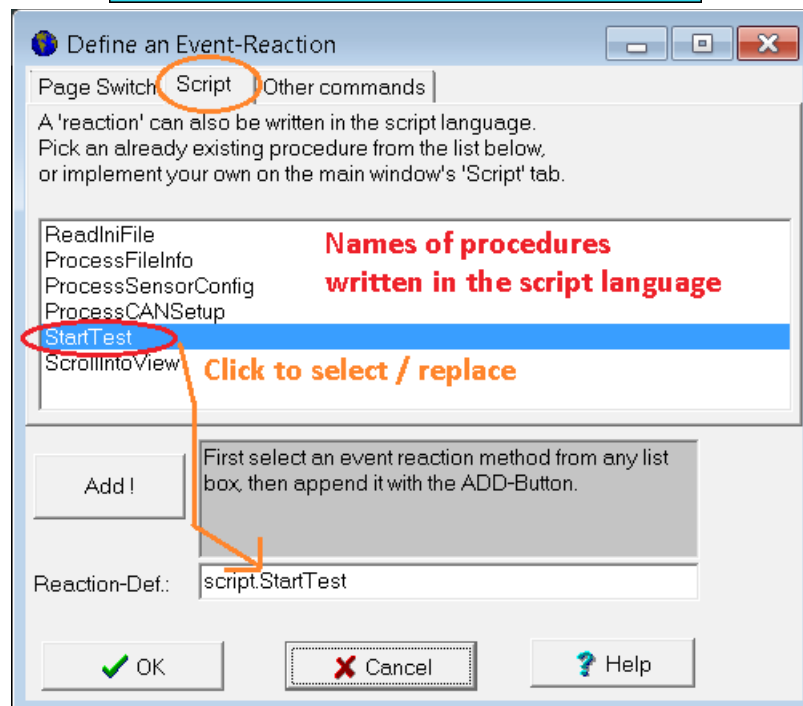 Define an Event-Reaction
Page Switch Script Other commands
A 'reaction' can also be written in the script language.
Pick an already existing procedure from the list below,
or implement your own on the main window's 'Script' tab.
ReadIniFile
ProcessFileInfo
ProcessSensorConfig
ProcessCANSetup
StartTest
ScrollIntoView
Names of procedures
written in the script language
Click to select / replace
Add !
First select an event reaction method from any list
box, then append it with the ADD-Button.
Reaction-Def.: script.StartTest
OK Cancel Help